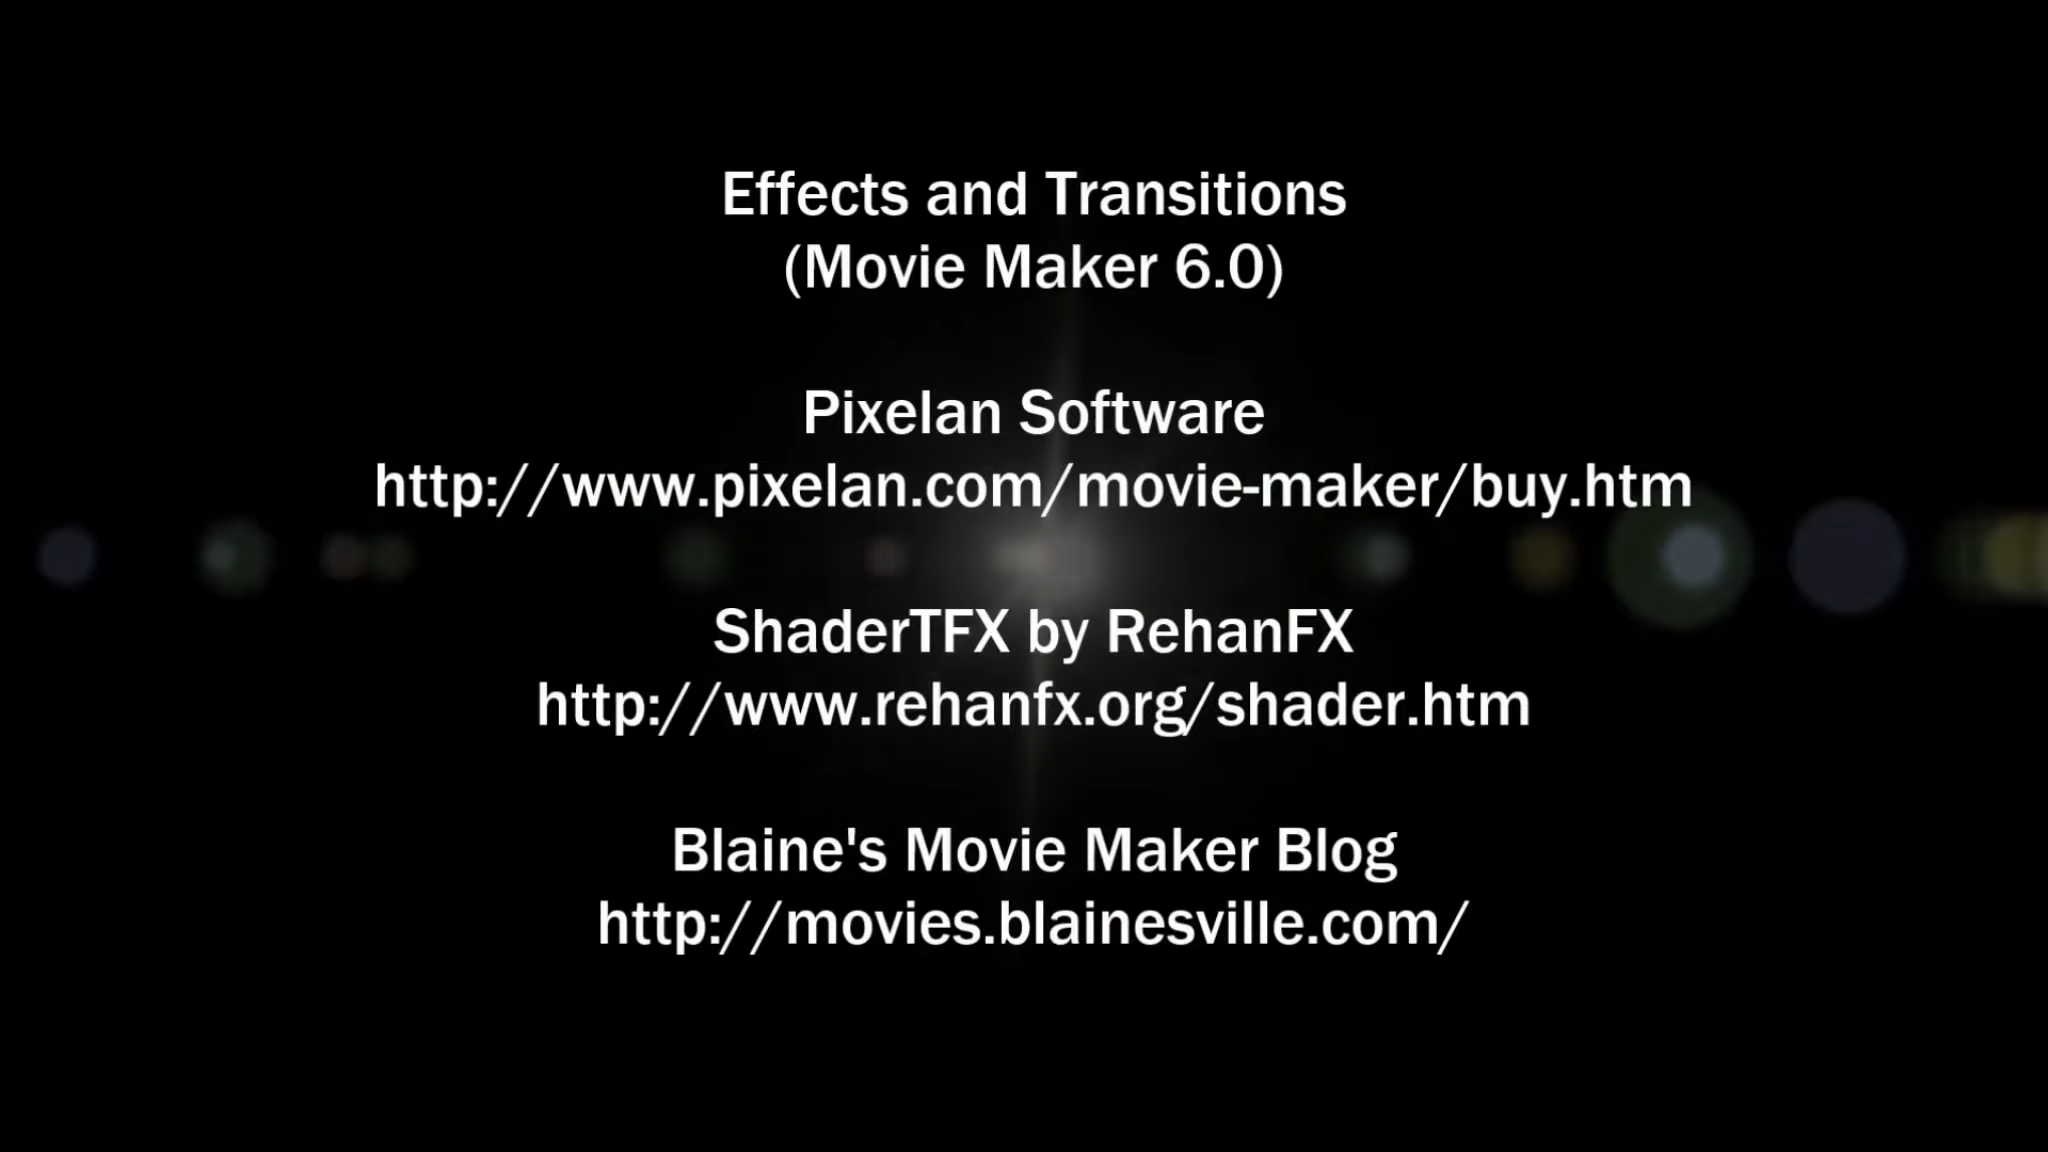 Effects and Transitions
(Movie Maker 6.0)
Pixelan Software
http://www.pixelan.com/movie-maker/buy.htm
ShaderTFX by RehanFX
http://www.rehanfx.org/shader.htm
Blaine's Movie Maker Blog
http://movies.blainesville.com/